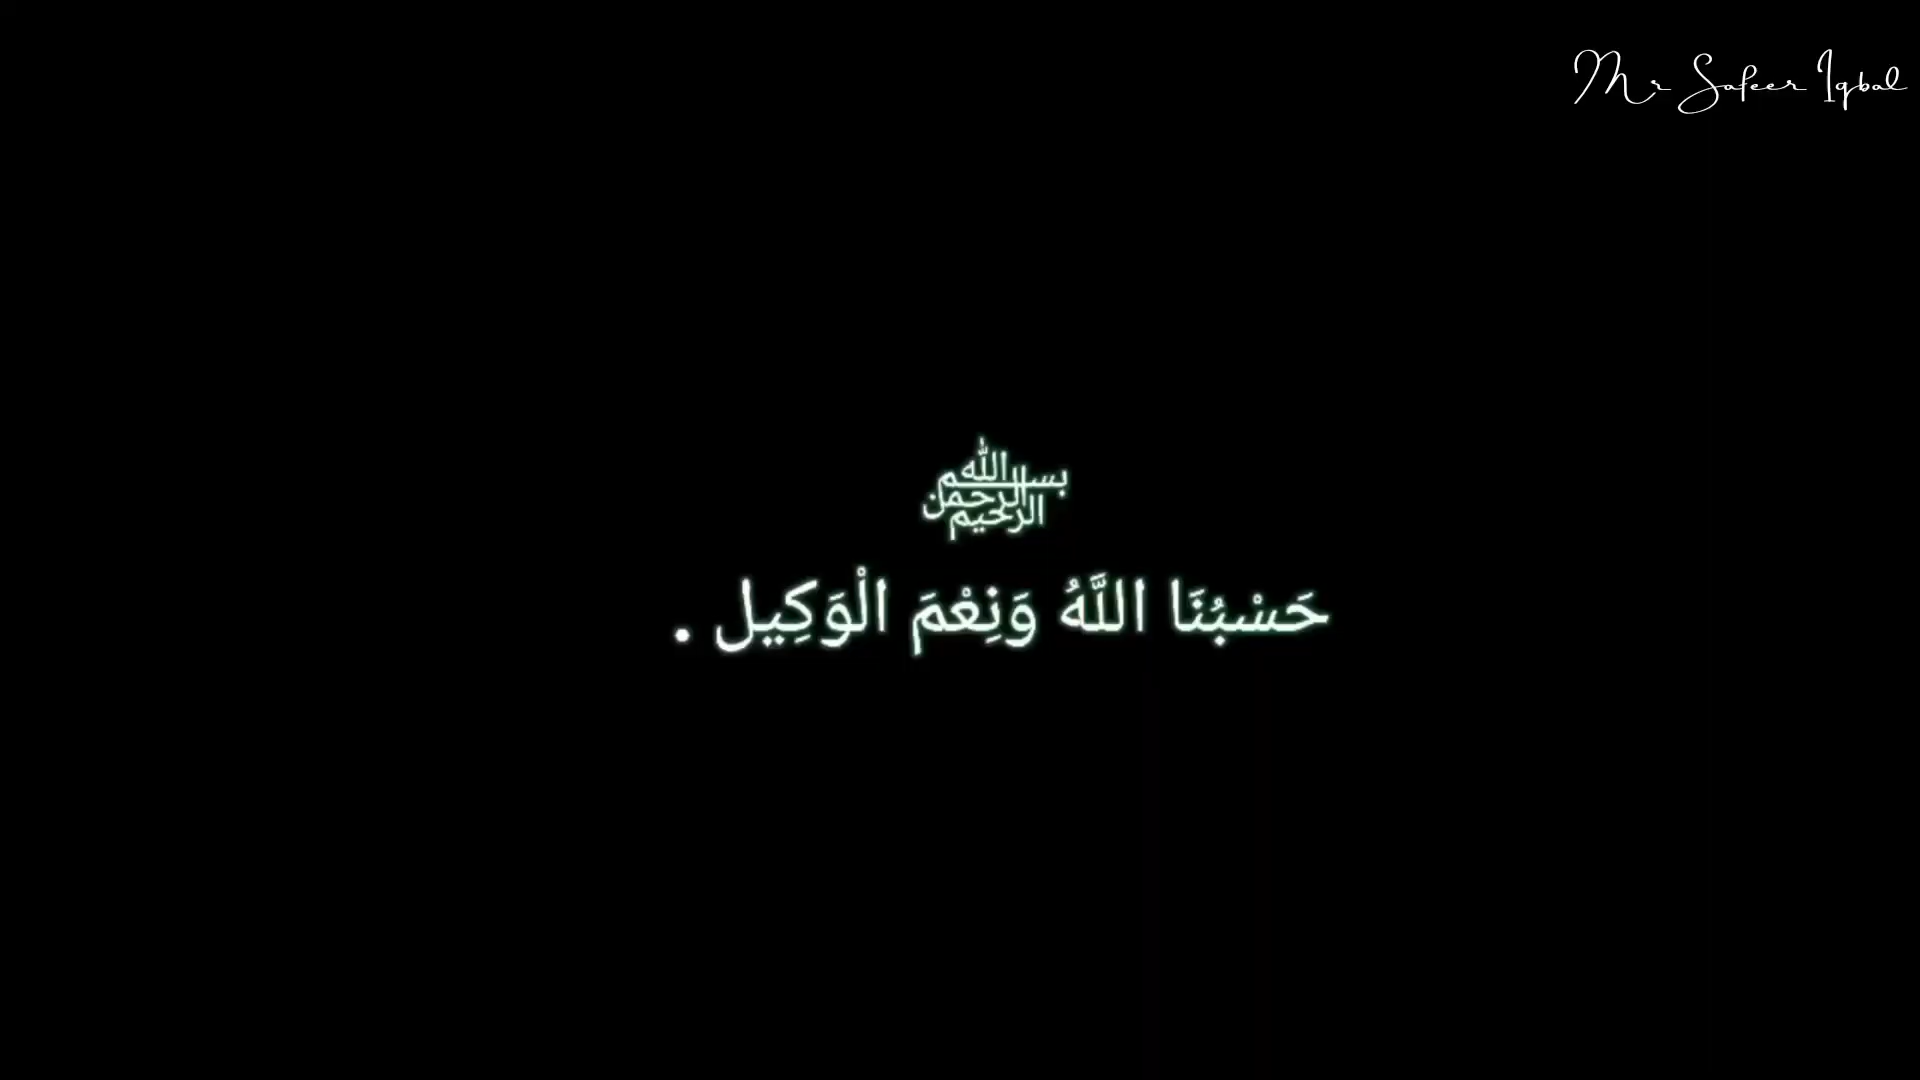 Mr Safeer Iqbal
بسم الله الرحمن الرحيم
حَسْبُنَا اللَّهُ وَنِعْمَ الْوَكِيل .